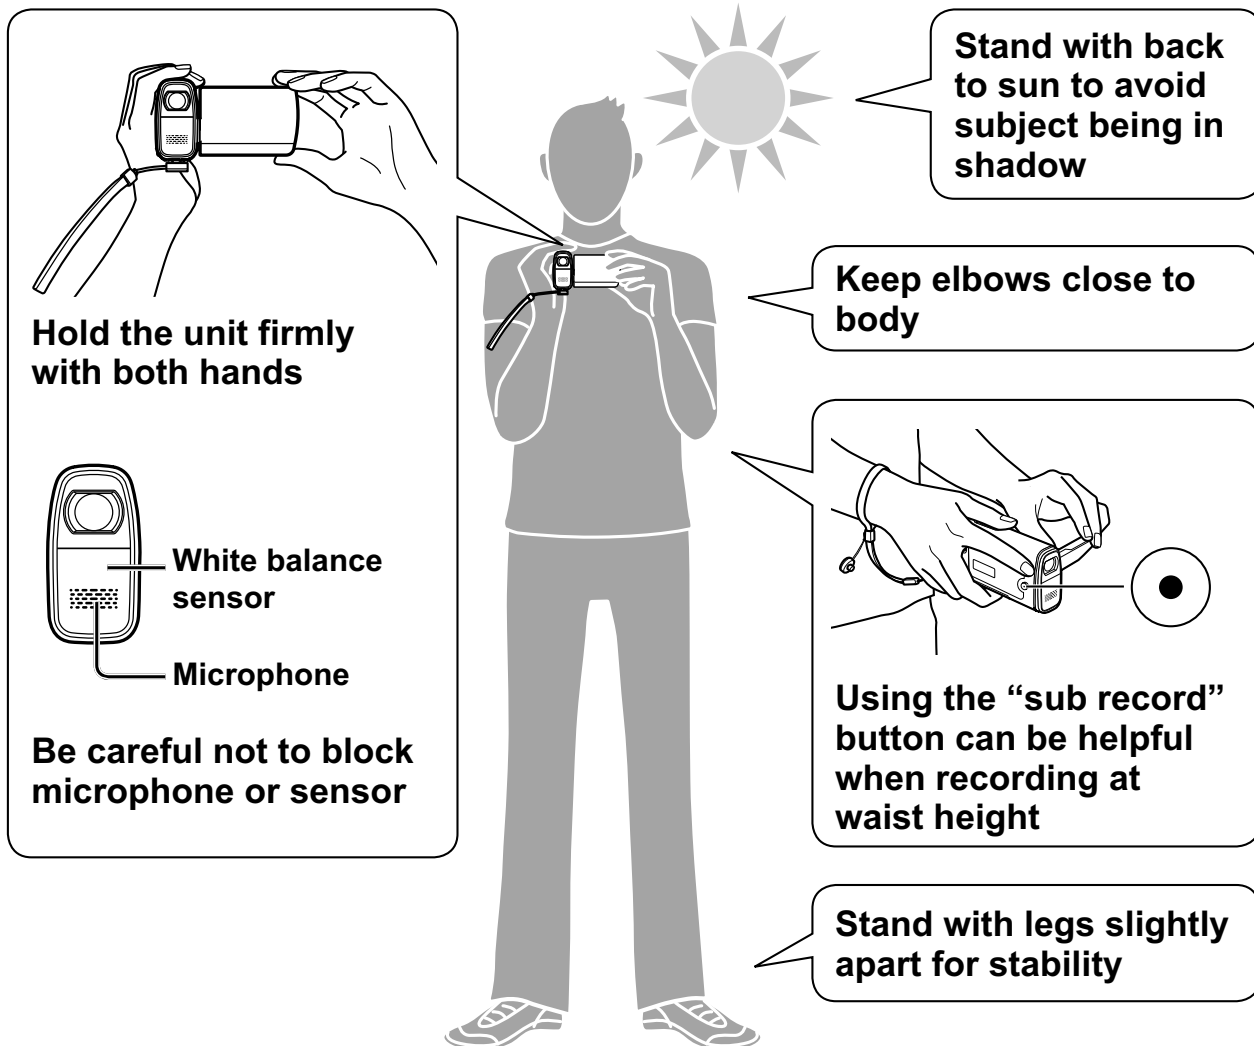 Hold the unit firmly
with both hands
White balance
sensor
Microphone
Be careful not to block
microphone or sensor
Stand with back
to sun to avoid
subject being in
shadow
Keep elbows close to
body
Using the “sub record”
button can be helpful
when recording at
waist height
Stand with legs slightly
apart for stability